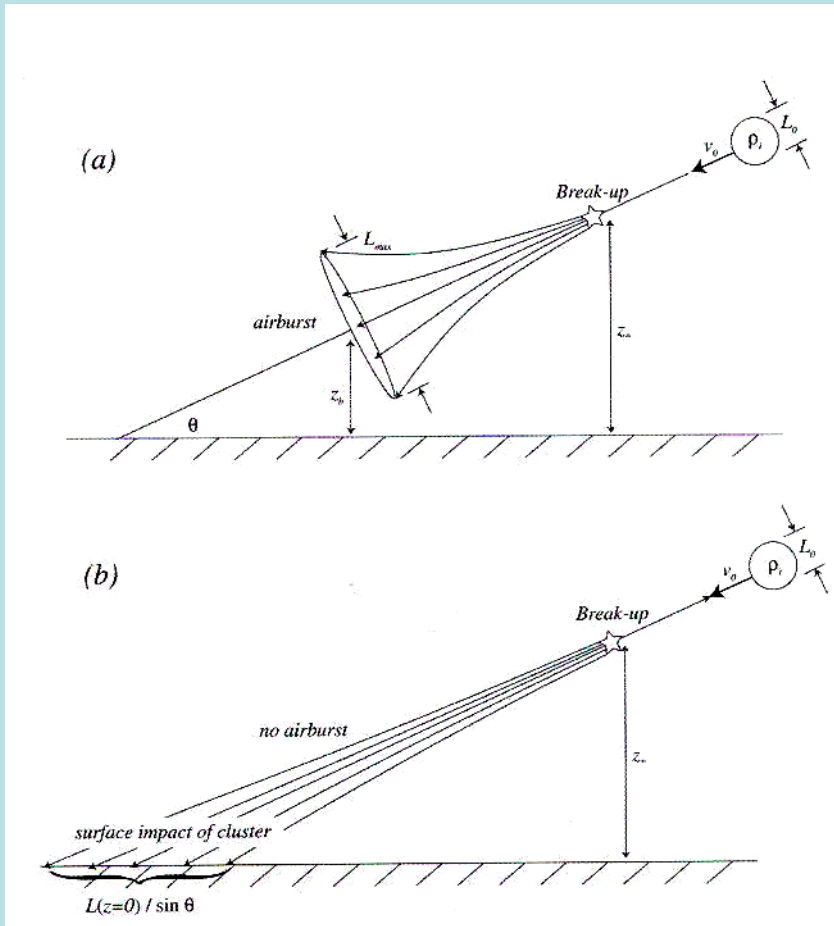 (a)
L₀
ρᵢ
v₀
Break-up
Lmax
airburst
z*
z_b
θ
(b)
L₀
ρᵢ
v₀
Break-up
no airburst
z*
surface impact of cluster
L(z=0) / sin θ